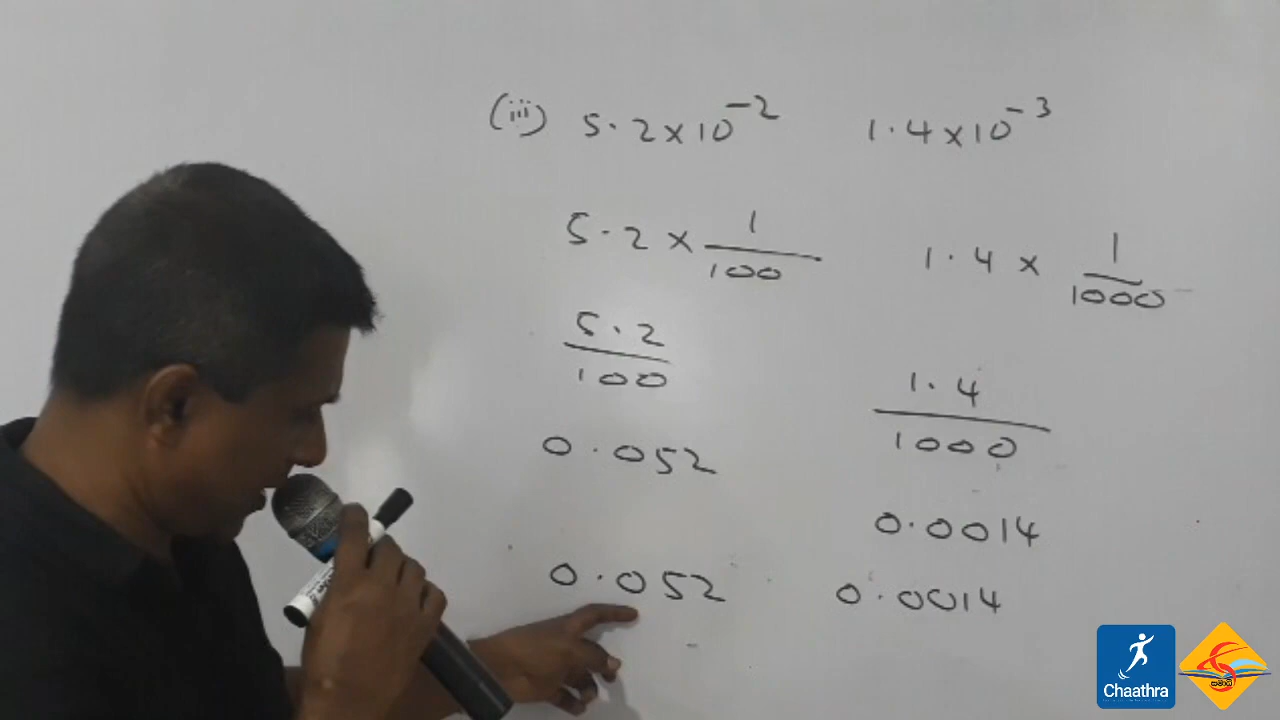 (iii) 5.2×10⁻² 1.4×10⁻³
5.2 × 1/100 1.4 × 1/1000
5.2/100 1.4/1000
0.052 0.0014
0.052 0.0014
Chaathra
සමාධි